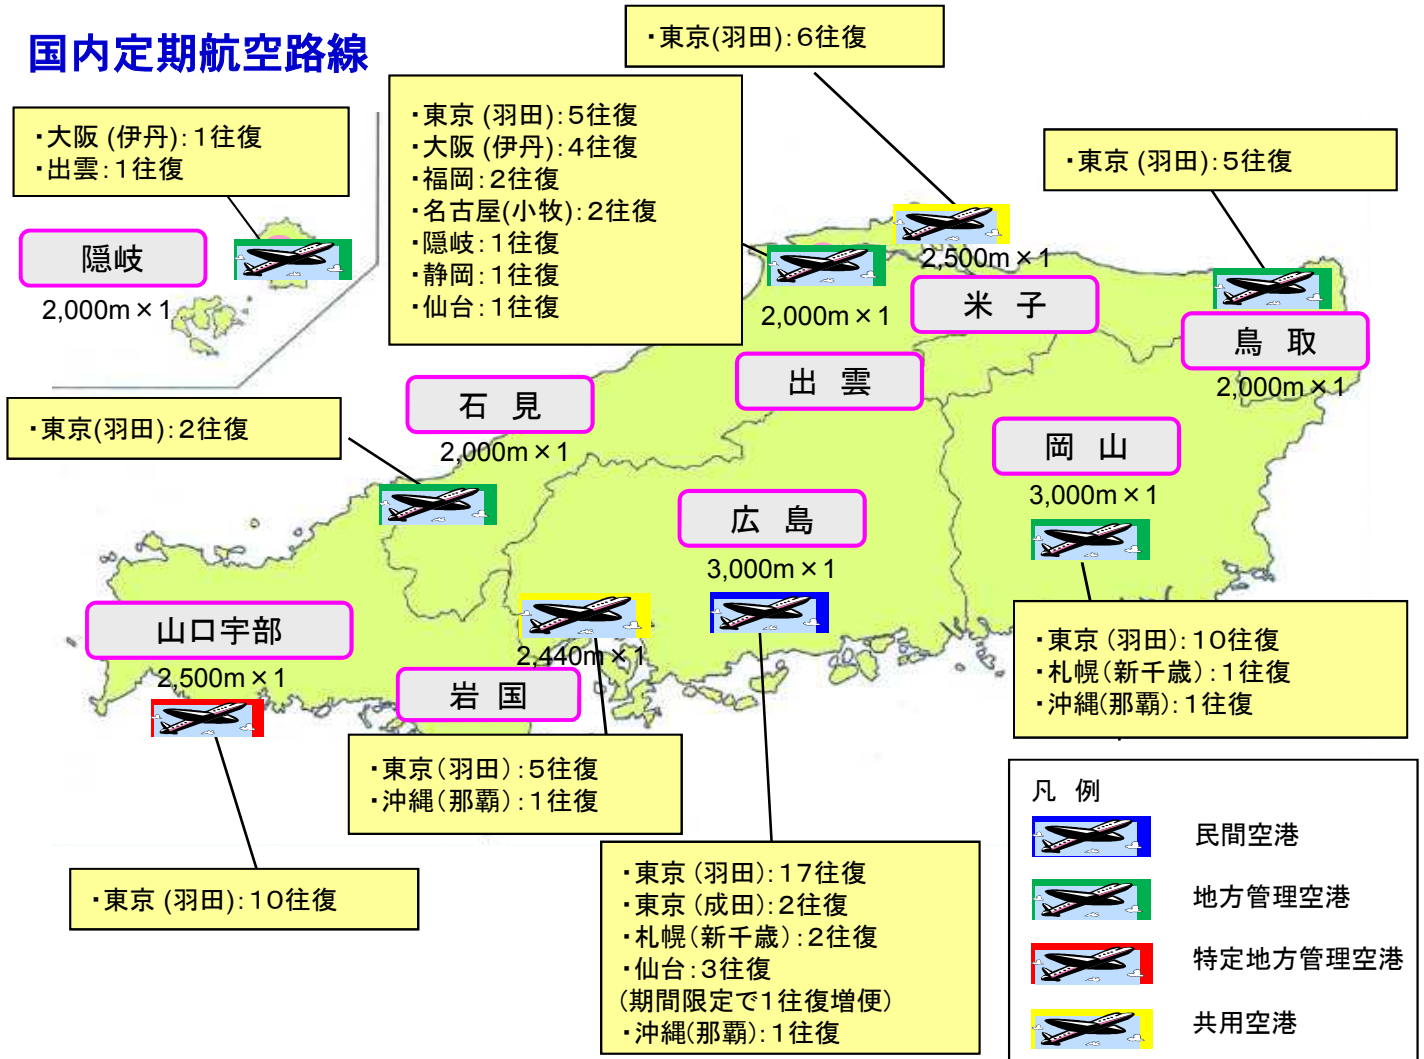 国内定期航空路線
・東京(羽田):6往復
・大阪 (伊丹):1往復
・出雲:1往復
・東京 (羽田):5往復
・大阪 (伊丹):4往復
・福岡:2往復
・名古屋(小牧):2往復
・隠岐:1往復
・静岡:1往復
・仙台:1往復
・東京 (羽田):5往復
隠岐
2,000m×1
2,500m×1
米 子
2,000m×1
鳥 取
2,000m×1
出 雲
石 見
2,000m×1
・東京(羽田):2往復
岡 山
3,000m×1
広 島
3,000m×1
山口宇部
2,500m×1
2,440m×1
岩 国
・東京 (羽田):10往復
・札幌(新千歳):1往復
・沖縄(那覇):1往復
・東京(羽田):5往復
・沖縄(那覇):1往復
・東京 (羽田):10往復
・東京 (羽田):17往復
・東京 (成田):2往復
・札幌(新千歳):2往復
・仙台:3往復
(期間限定で1往復増便)
・沖縄(那覇):1往復
凡 例
民間空港
地方管理空港
特定地方管理空港
共用空港